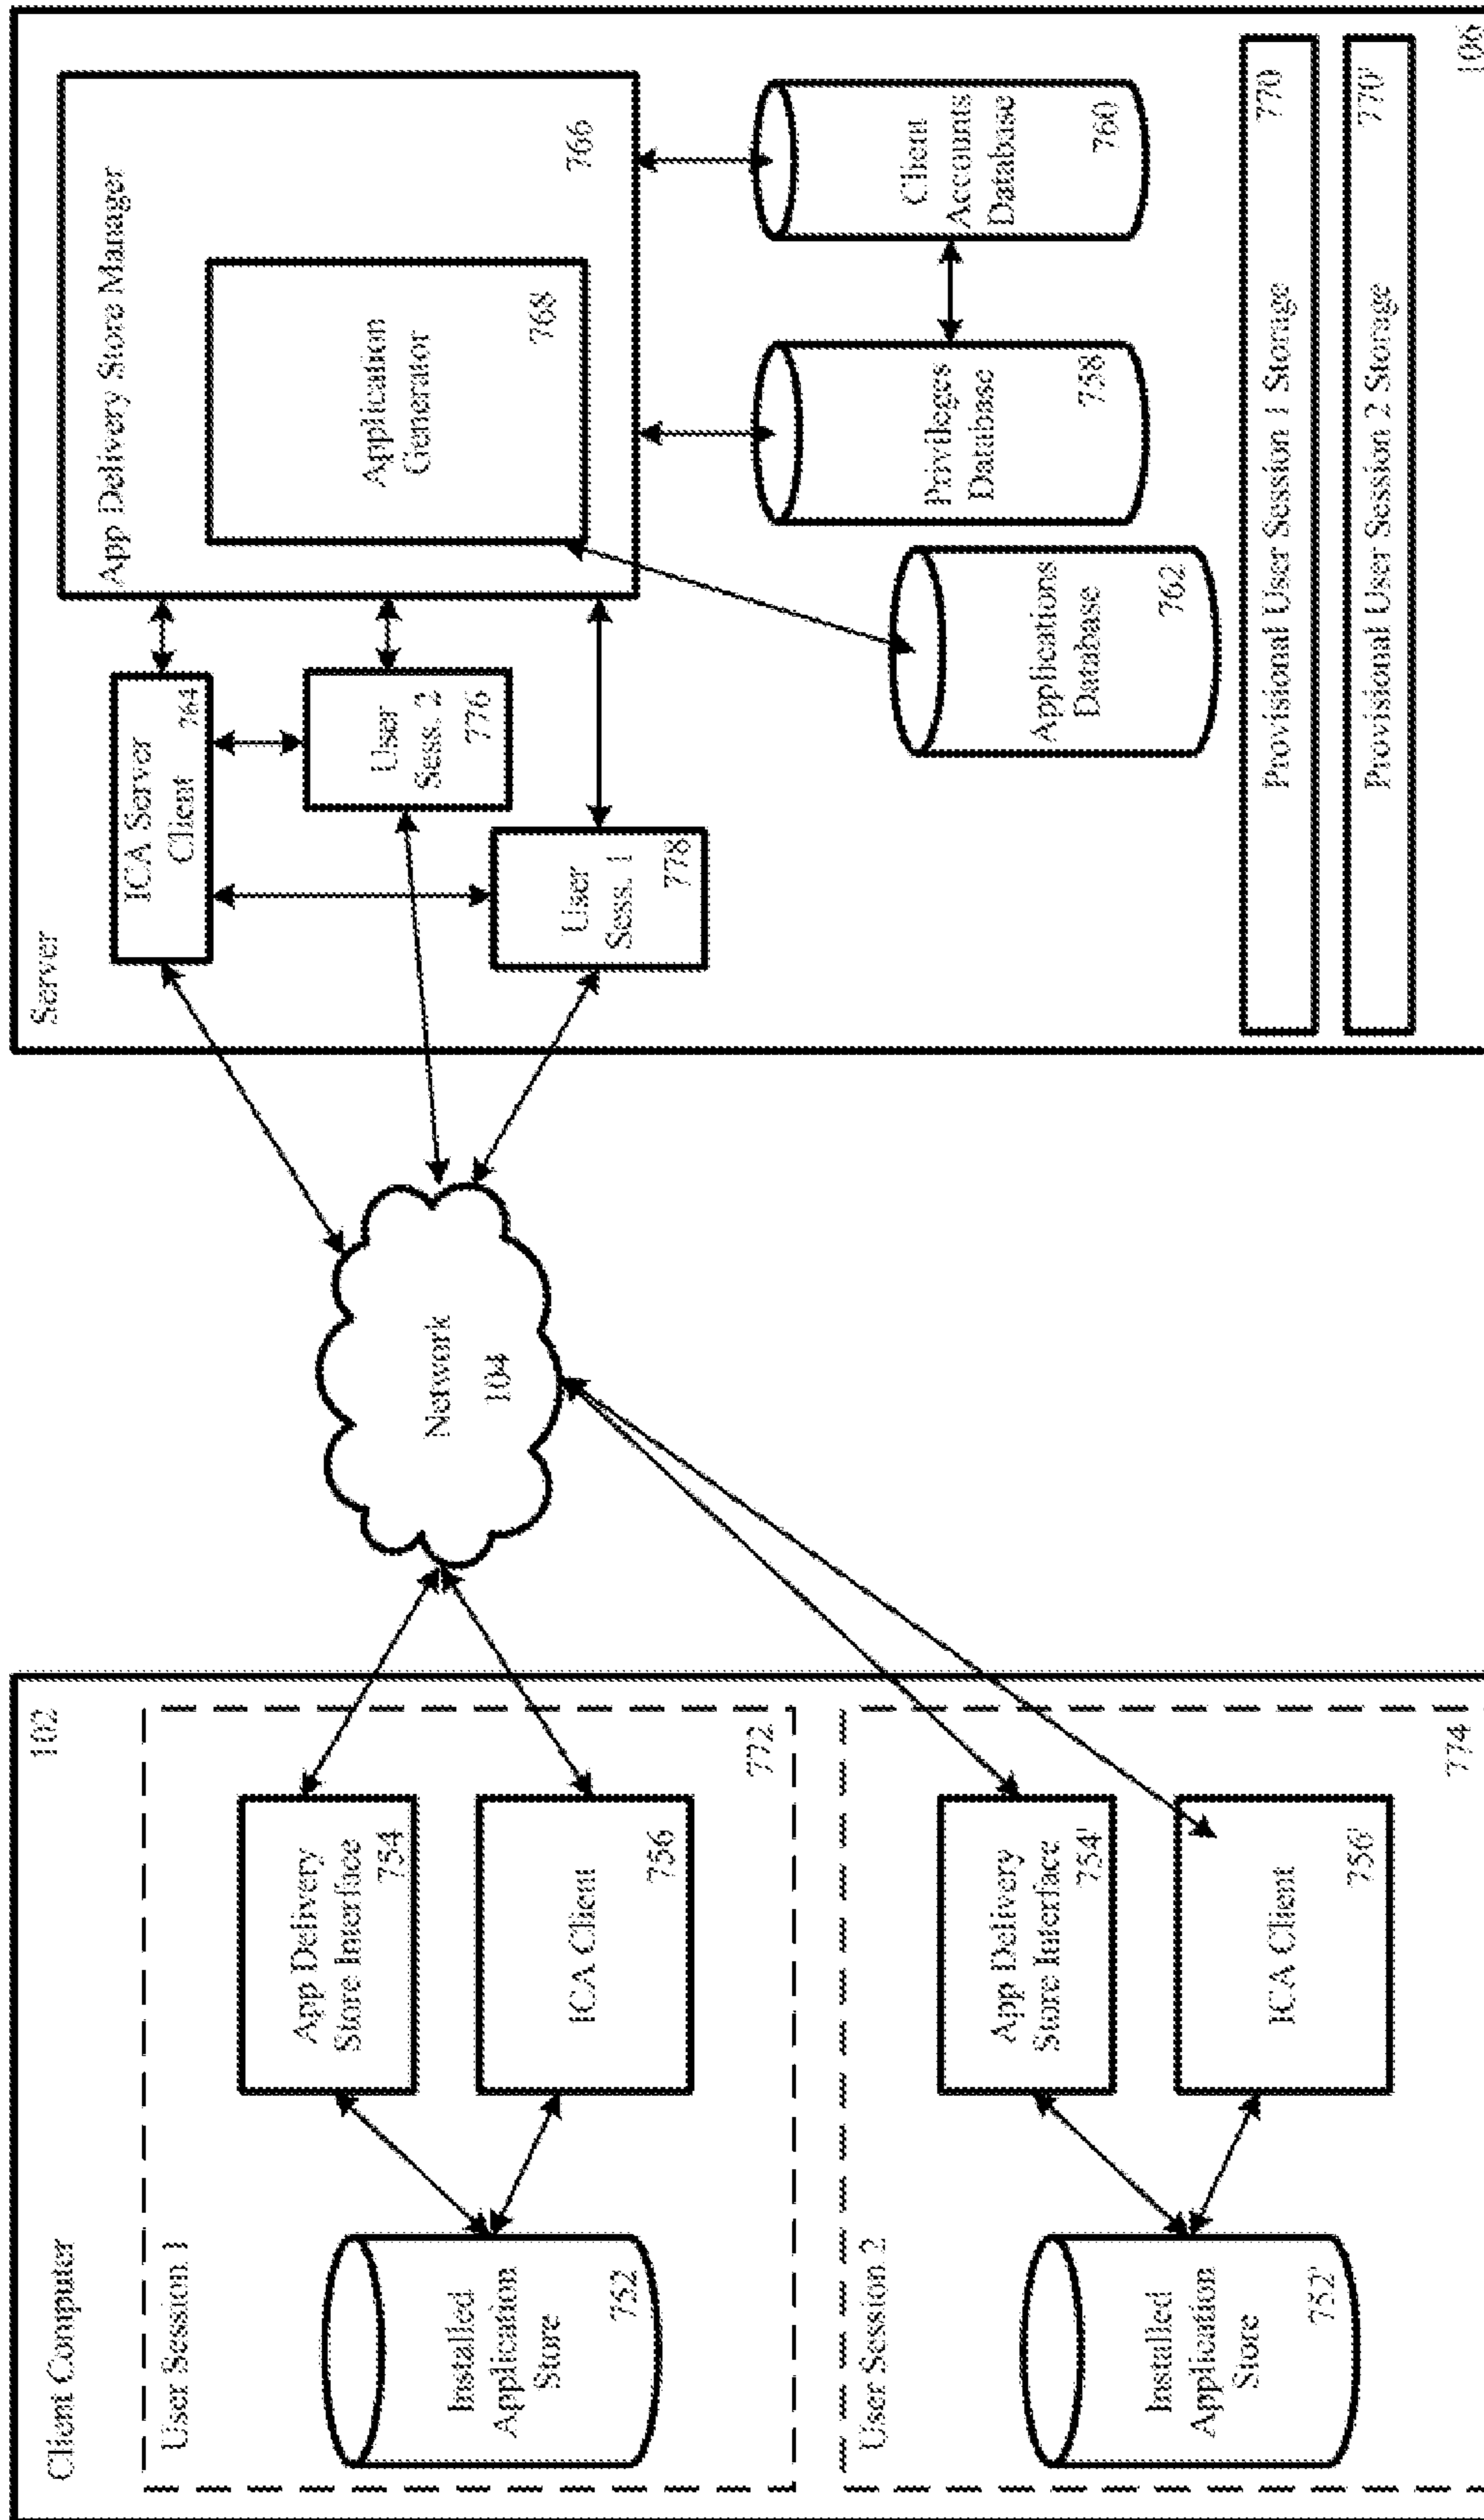 Client Computer
102
User Session 1
Installed
Application
Store
752
App Delivery
Store Interface
754
ICA Client
756
772
User Session 2
Installed
Application
Store
752'
App Delivery
Store Interface
754'
ICA Client
756'
774
Network
104
Server
ICA Server
Client
764
User
Sess. 2
776
User
Sess. 1
778
App Delivery Store Manager
Application
Generator
768
766
Applications
Database
762
Privileges
Database
758
Client
Accounts
Database
760
Provisional User Session 1 Storage
770
Provisional User Session 2 Storage
770'
106